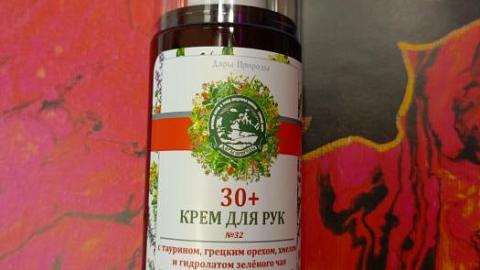 Дары Природы
30+
КРЕМ ДЛЯ РУК
№32
с таурином, грецким орехом, хмелем
и гидролатом зелёного чая